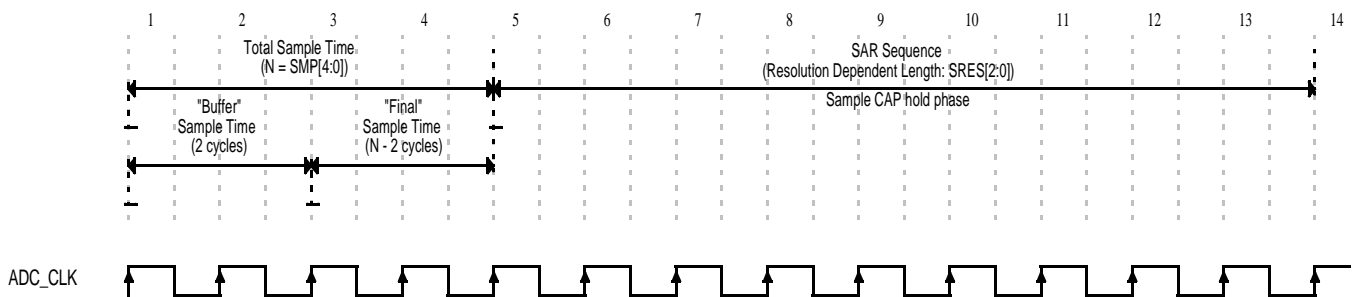 1 2 3 4 5 6 7 8 9 10 11 12 13 14
Total Sample Time
(N = SMP[4:0])
SAR Sequence
(Resolution Dependent Length: SRES[2:0])
Sample CAP hold phase
"Buffer"
Sample Time
(2 cycles)
"Final"
Sample Time
(N - 2 cycles)
ADC_CLK